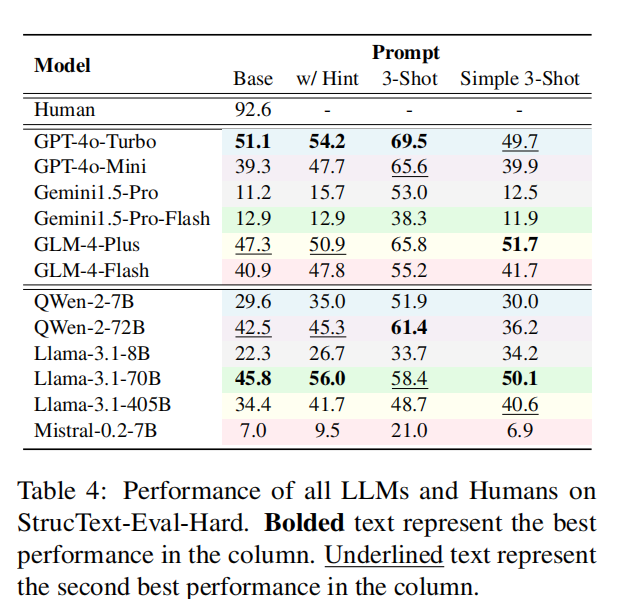 Model Prompt
Base w/ Hint 3-Shot Simple 3-Shot
Human 92.6 - - -
GPT-4o-Turbo 51.1 54.2 69.5 49.7
GPT-4o-Mini 39.3 47.7 65.6 39.9
Gemini1.5-Pro 11.2 15.7 53.0 12.5
Gemini1.5-Pro-Flash 12.9 12.9 38.3 11.9
GLM-4-Plus 47.3 50.9 65.8 51.7
GLM-4-Flash 40.9 47.8 55.2 41.7
QWen-2-7B 29.6 35.0 51.9 30.0
QWen-2-72B 42.5 45.3 61.4 36.2
Llama-3.1-8B 22.3 26.7 33.7 34.2
Llama-3.1-70B 45.8 56.0 58.4 50.1
Llama-3.1-405B 34.4 41.7 48.7 40.6
Mistral-0.2-7B 7.0 9.5 21.0 6.9
Table 4: Performance of all LLMs and Humans on
StrucText-Eval-Hard. Bolded text represent the best
performance in the column. Underlined text represent
the second best performance in the column.